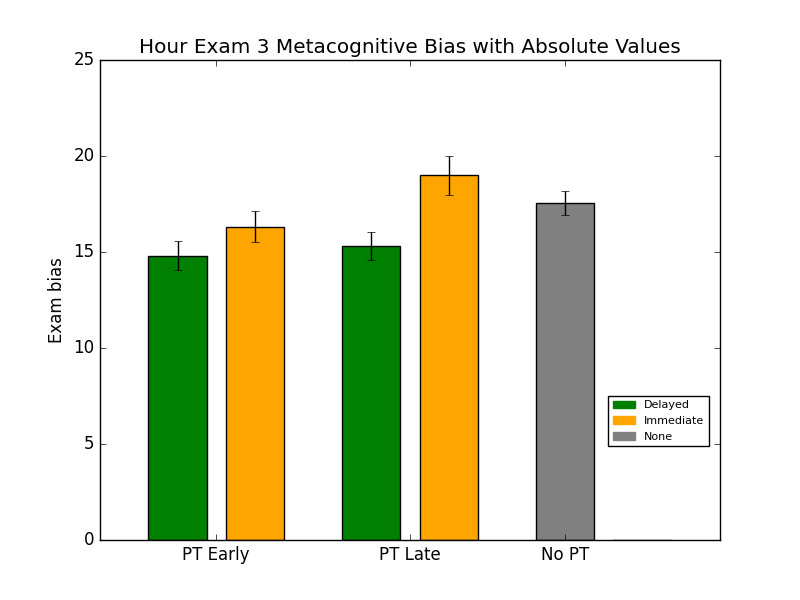 Hour Exam 3 Metacognitive Bias with Absolute Values
25
20
15
10
5
0
Exam bias
Delayed
Immediate
None
PT Early
PT Late
No PT